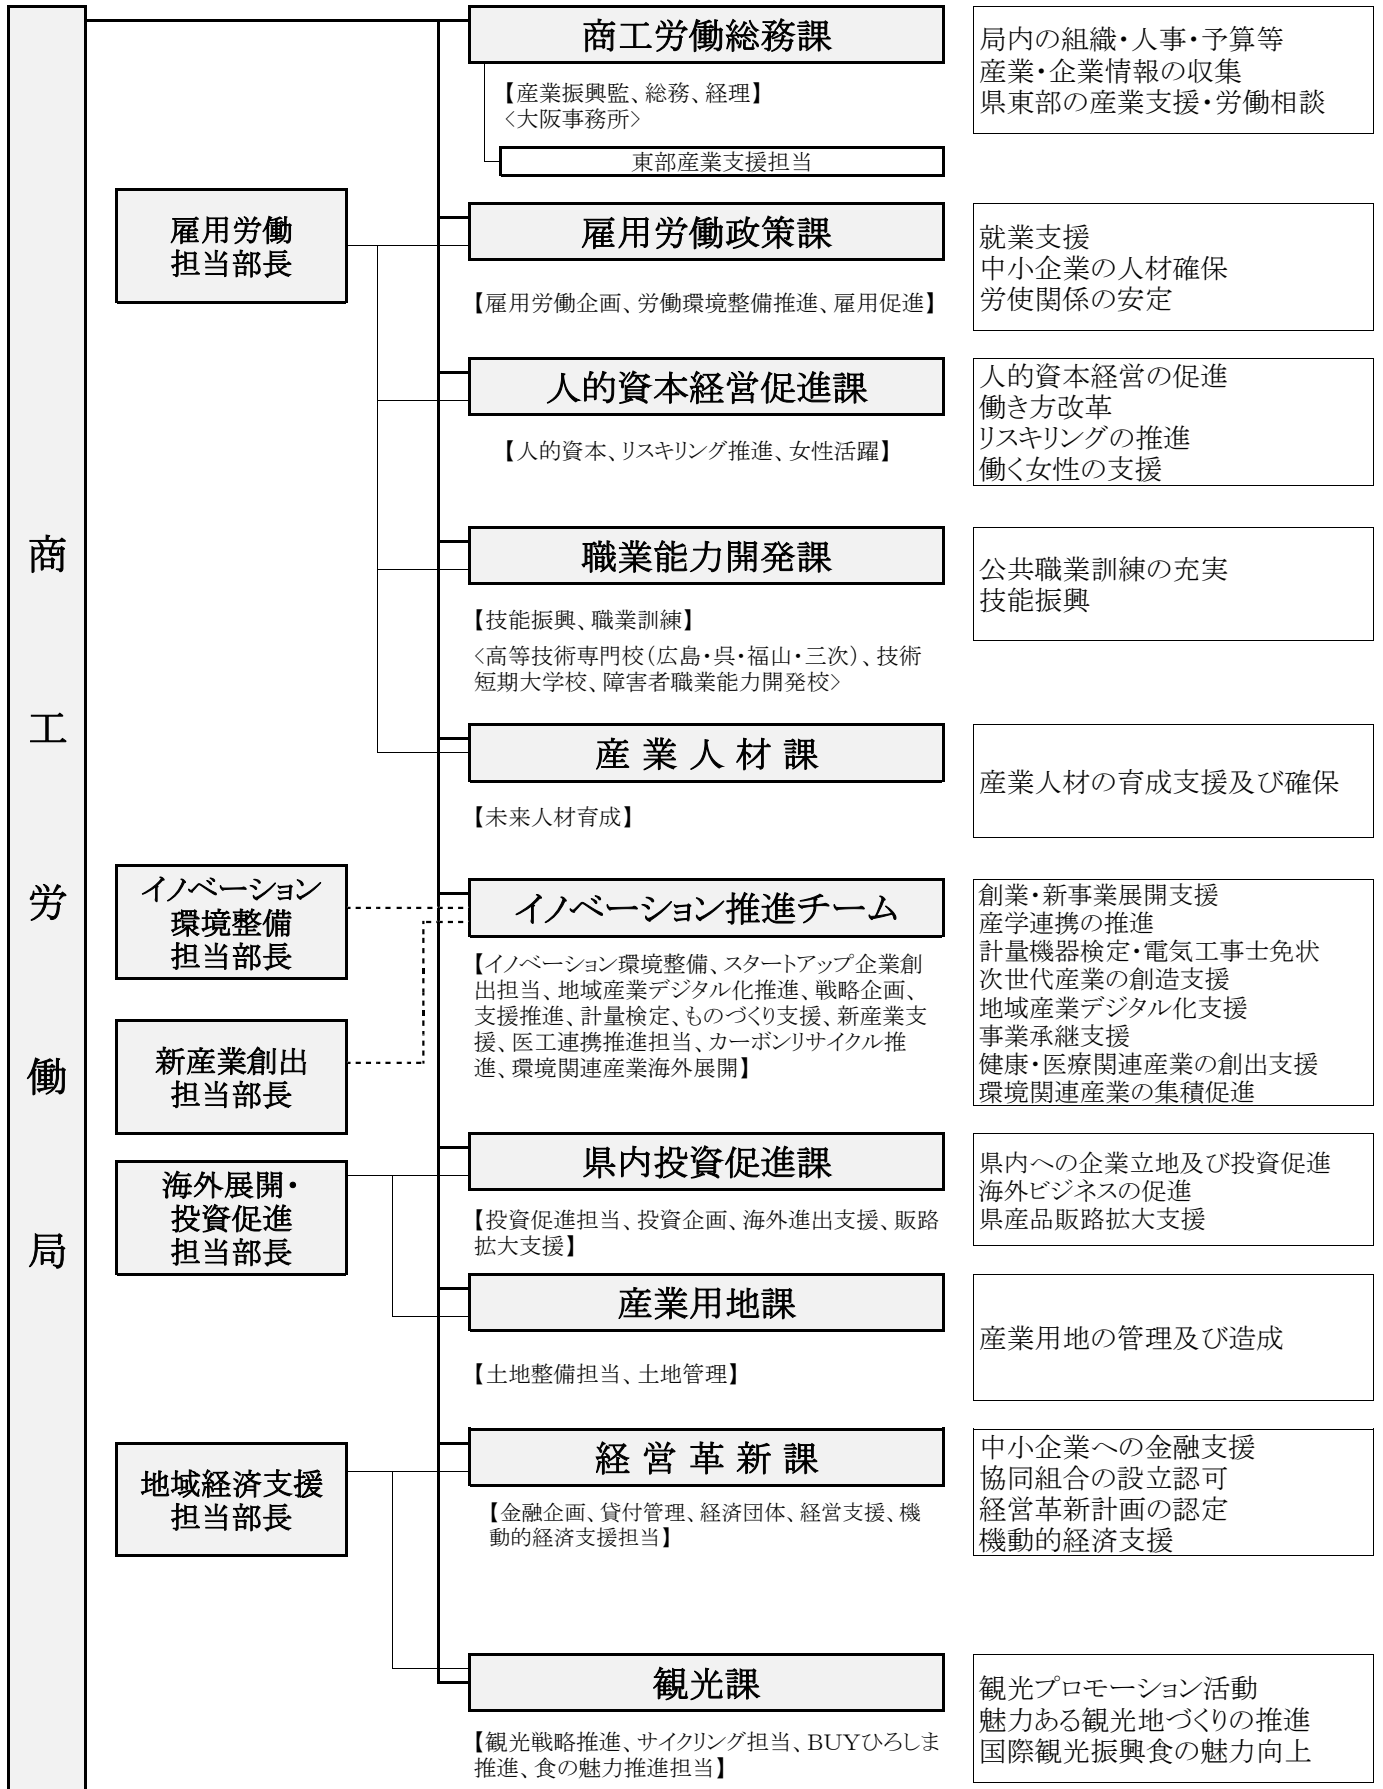 商工労働局
商工労働総務課
【産業振興監、総務、経理】
<大阪事務所>
東部産業支援担当
局内の組織・人事・予算等
産業・企業情報の収集
県東部の産業支援・労働相談
雇用労働
担当部長
雇用労働政策課
【雇用労働企画、労働環境整備推進、雇用促進】
就業支援
中小企業の人材確保
労使関係の安定
人的資本経営促進課
【人的資本、リスキリング推進、女性活躍】
人的資本経営の促進
働き方改革
リスキリングの推進
働く女性の支援
職業能力開発課
【技能振興、職業訓練】
<高等技術専門校(広島・呉・福山・三次)、技術
短期大学校、障害者職業能力開発校>
公共職業訓練の充実
技能振興
産業人材課
【未来人材育成】
産業人材の育成支援及び確保
イノベーション
環境整備
担当部長
新産業創出
担当部長
イノベーション推進チーム
【イノベーション環境整備、スタートアップ企業創
出担当、地域産業デジタル化推進、戦略企画、
支援推進、計量検定、ものづくり支援、新産業支
援、医工連携推進担当、カーボンリサイクル推
進、環境関連産業海外展開】
創業・新事業展開支援
産学連携の推進
計量機器検定・電気工事士免状
次世代産業の創造支援
地域産業デジタル化支援
事業承継支援
健康・医療関連産業の創出支援
環境関連産業の集積促進
海外展開・
投資促進
担当部長
県内投資促進課
【投資促進担当、投資企画、海外進出支援、販路
拡大支援】
県内への企業立地及び投資促進
海外ビジネスの促進
県産品販路拡大支援
産業用地課
【土地整備担当、土地管理】
産業用地の管理及び造成
地域経済支援
担当部長
経営革新課
【金融企画、貸付管理、経済団体、経営支援、機
動的経済支援担当】
中小企業への金融支援
協同組合の設立認可
経営革新計画の認定
機動的経済支援
観光課
【観光戦略推進、サイクリング担当、BUYひろしま
推進、食の魅力推進担当】
観光プロモーション活動
魅力ある観光地づくりの推進
国際観光振興食の魅力向上